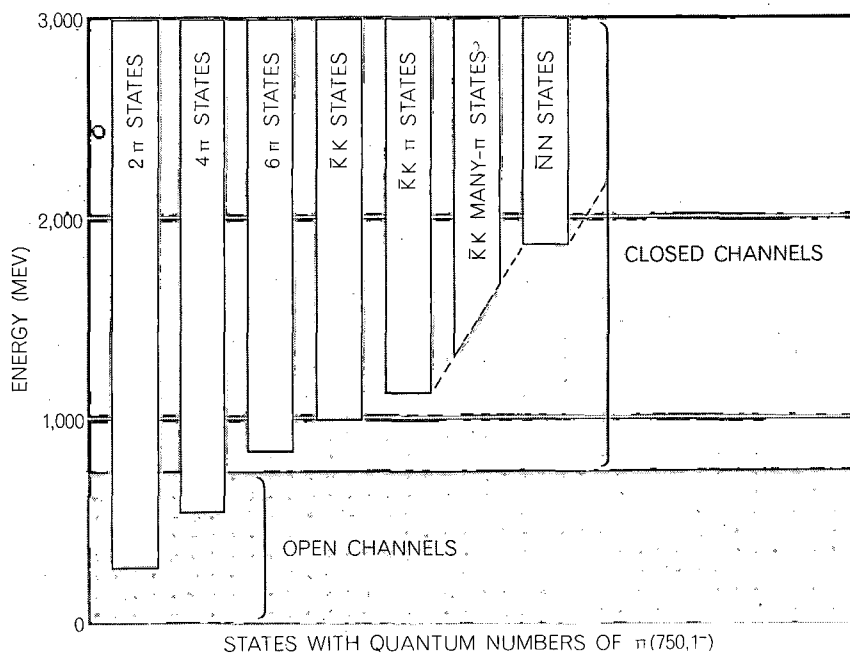 3,000
2,000
1,000
0
ENERGY (MEV)
2π STATES
4π STATES
6π STATES
K̅K STATES
K̅K π STATES
K̅K MANY-π STATES
N̅N STATES
CLOSED CHANNELS
OPEN CHANNELS
STATES WITH QUANTUM NUMBERS OF π(750,1⁻)